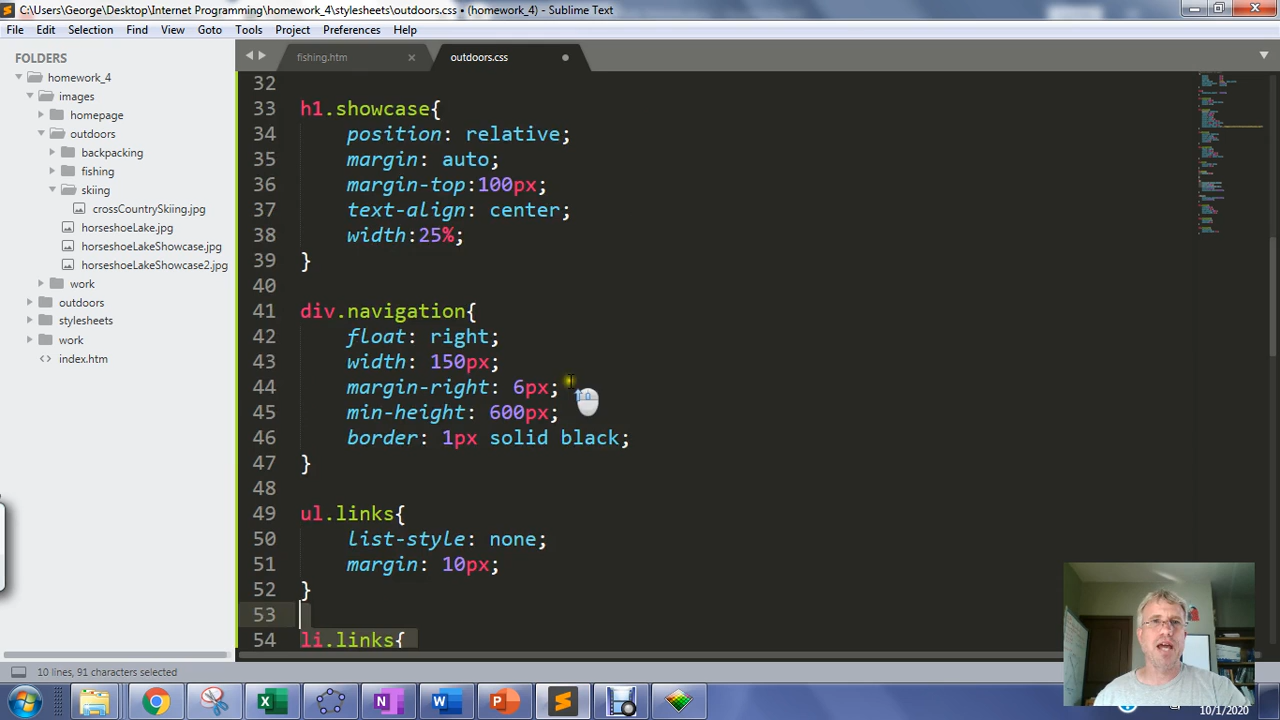 C:\Users\George\Desktop\Internet Programming\homework_4\stylesheets\outdoors.css • (homework_4) - Sublime Text
File Edit Selection Find View Goto Tools Project Preferences Help
FOLDERS
homework_4
images
homepage
outdoors
backpacking
fishing
skiing
crossCountrySkiing.jpg
horseshoeLake.jpg
horseshoeLakeShowcase.jpg
horseshoeLakeShowcase2.jpg
work
outdoors
stylesheets
work
index.htm
fishing.htm × outdoors.css
32
33 h1.showcase{
34 position: relative;
35 margin: auto;
36 margin-top:100px;
37 text-align: center;
38 width:25%;
39 }
40
41 div.navigation{
42 float: right;
43 width: 150px;
44 margin-right: 6px;
45 min-height: 600px;
46 border: 1px solid black;
47 }
48
49 ul.links{
50 list-style: none;
51 margin: 10px;
52 }
53
54 li.links{
10 lines, 91 characters selected
10/1/2020